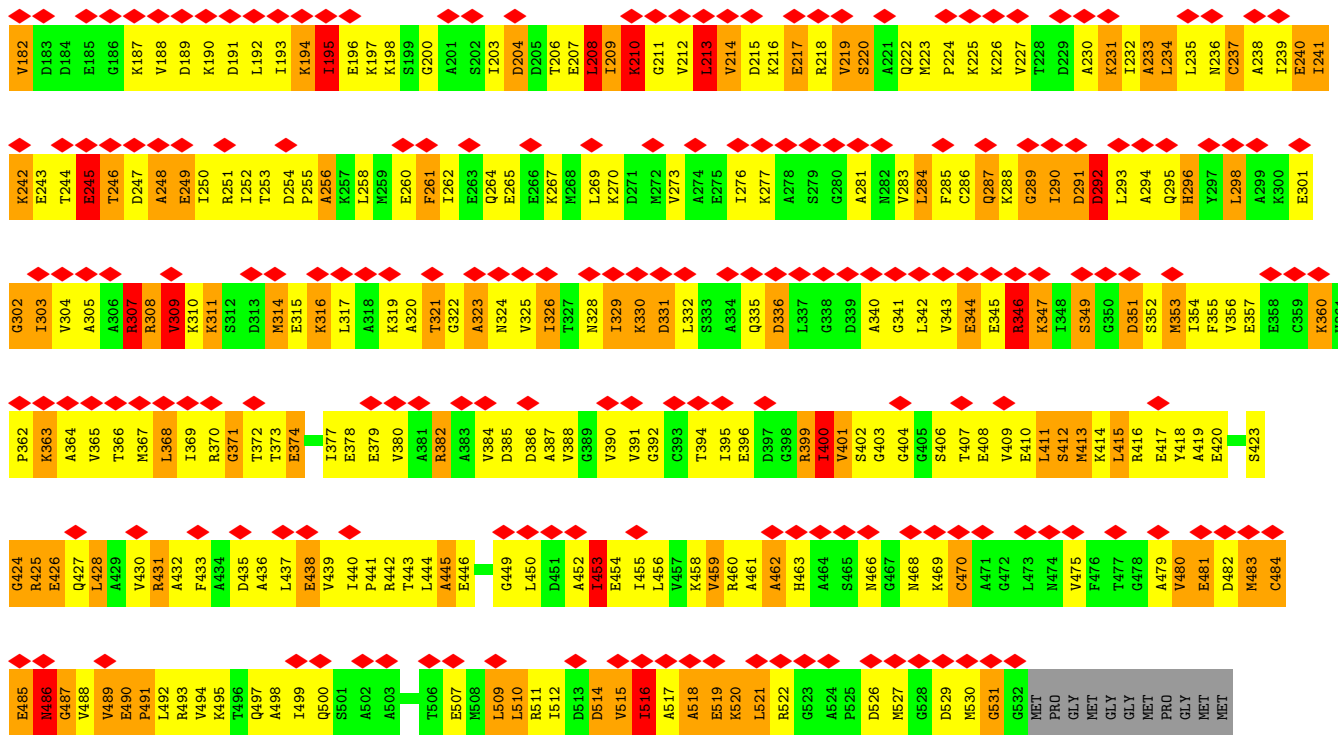 V182 D183 D184 E185 G186 K187 V188 D189 K190 D191 L192 I193 K194 I195 E196 K197 K198 S199 G200 A201 S202 I203 D204 D205 T206 E207 L208 I209 K210 G211 V212 L213 V214 D215 K216 E217 R218 V219 S220 A221 Q222 M223 P224 K225 K226 V227 T228 D229 A230 K231 I232 A233 L234 L235 N236 C237 A238 I239 E240 I241
K242 E243 T244 E245 T246 D247 A248 E249 I250 R251 I252 T253 D254 P255 A256 K257 L258 M259 E260 F261 I262 E263 Q264 E265 E266 K267 M268 L269 K270 D271 M272 V273 A274 E275 I276 K277 A278 S279 G280 A281 N282 V283 L284 F285 C286 Q287 K288 G289 I290 D291 D292 L293 A294 Q295 H296 Y297 L298 A299 K300 E301
G302 I303 V304 A305 A306 R307 R308 V309 K310 K311 S312 D313 M314 E315 K316 L317 A318 K319 A320 T321 G322 A323 N324 V325 I326 T327 N328 I329 K330 D331 L332 S333 A334 Q335 D336 L337 G338 D339 A340 G341 L342 V343 E344 E345 R346 K347 I348 S349 G350 D351 S352 M353 I354 F355 V356 E357 E358 C359 K360
P362 K363 A364 V365 T366 M367 L368 I369 R370 G371 T372 T373 E374 I377 E378 E379 V380 A381 R382 A383 V384 D385 D386 A387 V388 G389 V390 V391 G392 C393 T394 I395 E396 D397 G398 R399 I400 V401 S402 G403 G404 G405 S406 T407 E408 V409 E410 L411 S412 M413 K414 L415 R416 E417 Y418 A419 E420 S423
G424 R425 E426 Q427 L428 A429 V430 R431 A432 F433 A434 D435 A436 L437 E438 V439 I440 P441 R442 T443 L444 A445 E446 G449 L450 D451 A452 I453 E454 I455 L456 V457 K458 V459 R460 A461 A462 H463 A464 S465 N466 G467 N468 K469 C470 A471 G472 L473 N474 V475 F476 T477 G478 A479 V480 E481 D482 M483 C484
E485 N486 G487 V488 V489 E490 P491 L492 R493 V494 K495 T496 Q497 A498 I499 Q500 S501 A502 A503 T506 E507 M508 L509 L510 R511 I512 D513 D514 V515 I516 A517 A518 E519 K520 L521 R522 G523 A524 P525 D526 M527 G528 D529 M530 G531 G532 MET PRO GLY MET GLY GLY MET PRO GLY MET MET